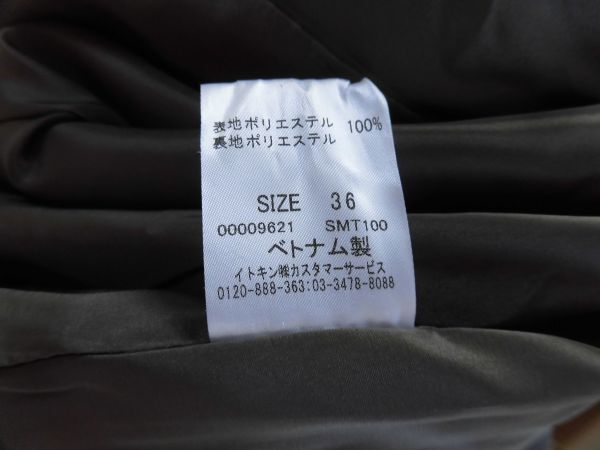 表地ポリエステル 100%
裏地ポリエステル
SIZE 36
00009621 SMT100
ベトナム製
イトキン㈱カスタマーサービス
0120-888-363:03-3478-8088